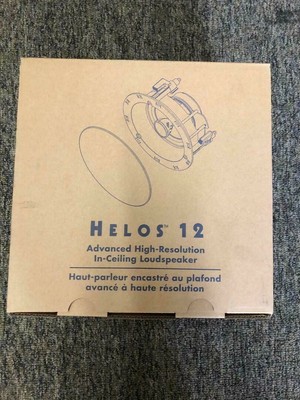 HELOS™ 12
Advanced High-Resolution
In-Ceiling Loudspeaker
Haut-parleur encastré au plafond
avancé à haute résolution